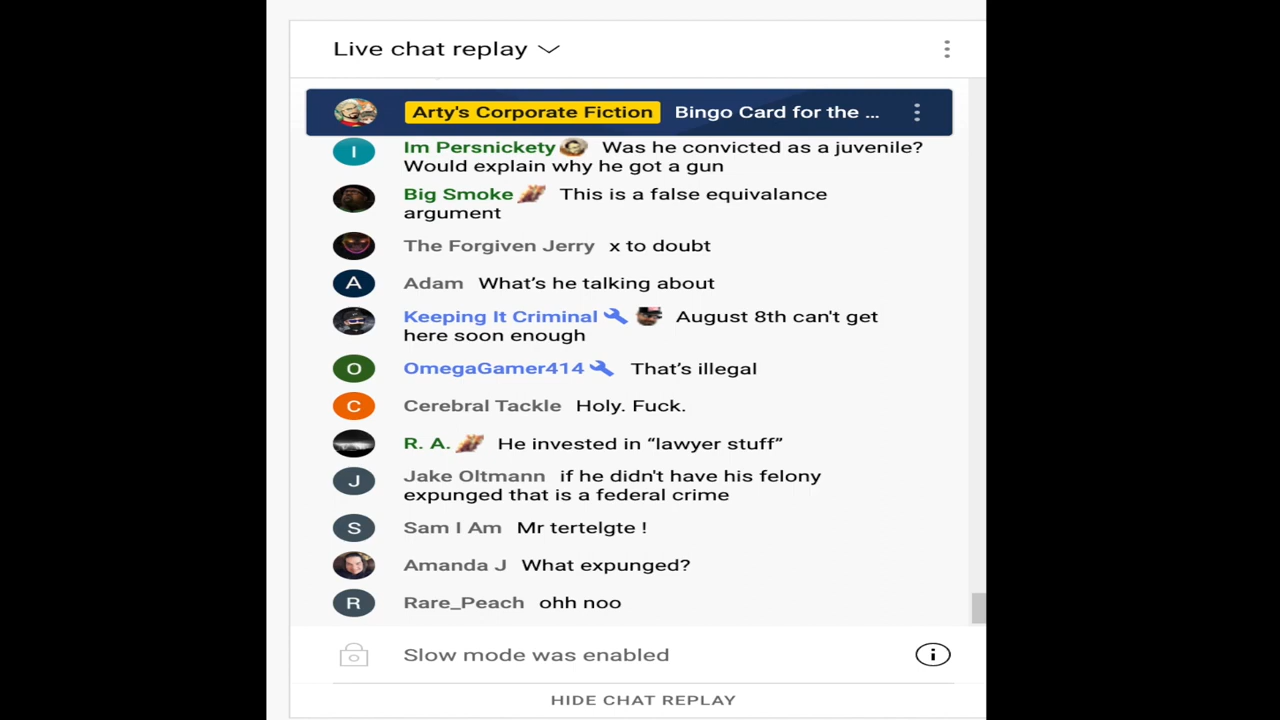 Live chat replay
Arty's Corporate Fiction Bingo Card for the ...
I Im Persnickety Was he convicted as a juvenile?
Would explain why he got a gun
Big Smoke This is a false equivalance
argument
The Forgiven Jerry x to doubt
A Adam What's he talking about
Keeping It Criminal August 8th can't get
here soon enough
O OmegaGamer414 That's illegal
C Cerebral Tackle Holy. Fuck.
R. A. He invested in “lawyer stuff”
J Jake Oltmann if he didn't have his felony
expunged that is a federal crime
S Sam I Am Mr tertelgte !
Amanda J What expunged?
R Rare_Peach ohh noo
Slow mode was enabled
HIDE CHAT REPLAY